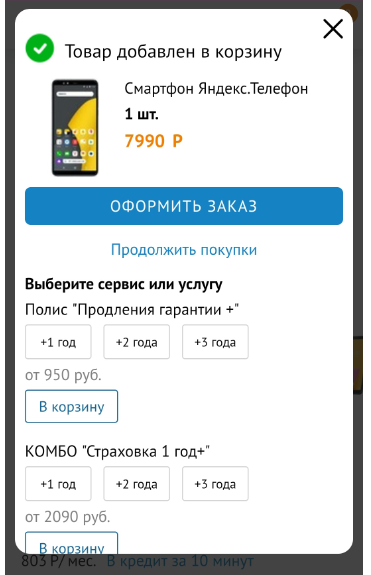 Товар добавлен в корзину
Смартфон Яндекс.Телефон
1 шт.
7990 Р
ОФОРМИТЬ ЗАКАЗ
Продолжить покупки
Выберите сервис или услугу
Полис "Продления гарантии +"
+1 год +2 года +3 года
от 950 руб.
В корзину
КОМБО "Страховка 1 год+"
+1 год +2 года +3 года
от 2090 руб.
В корзину
803 Р/ мес. В кредит за 10 минут